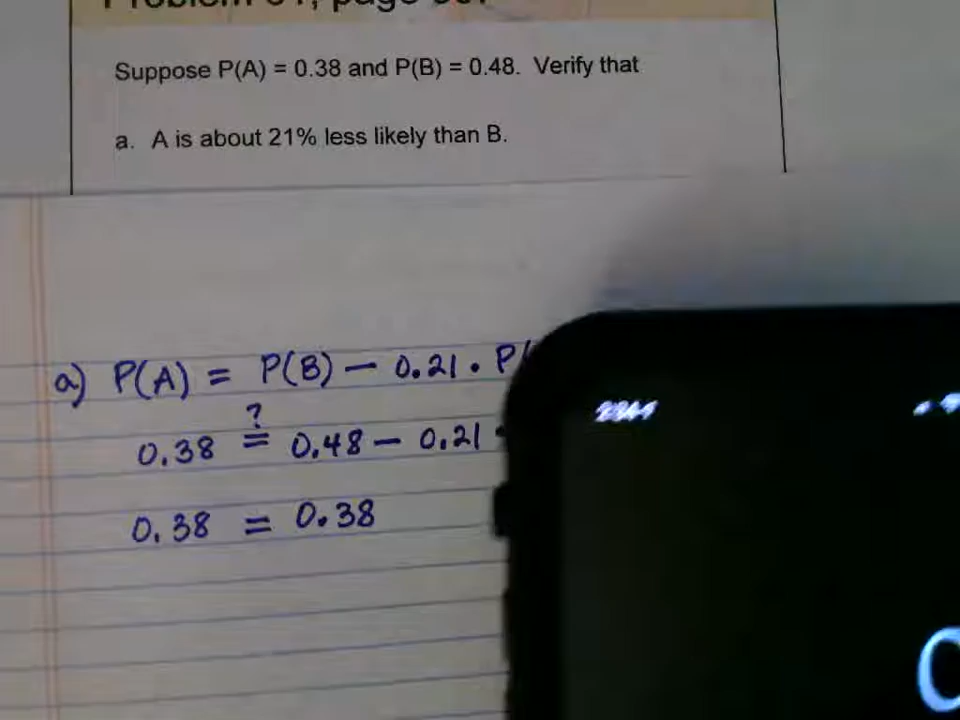 Suppose P(A) = 0.38 and P(B) = 0.48. Verify that
a. A is about 21% less likely than B.
a) P(A) = P(B) - 0.21 · P(
?
0.38 = 0.48 - 0.21 ·
0.38 = 0.38